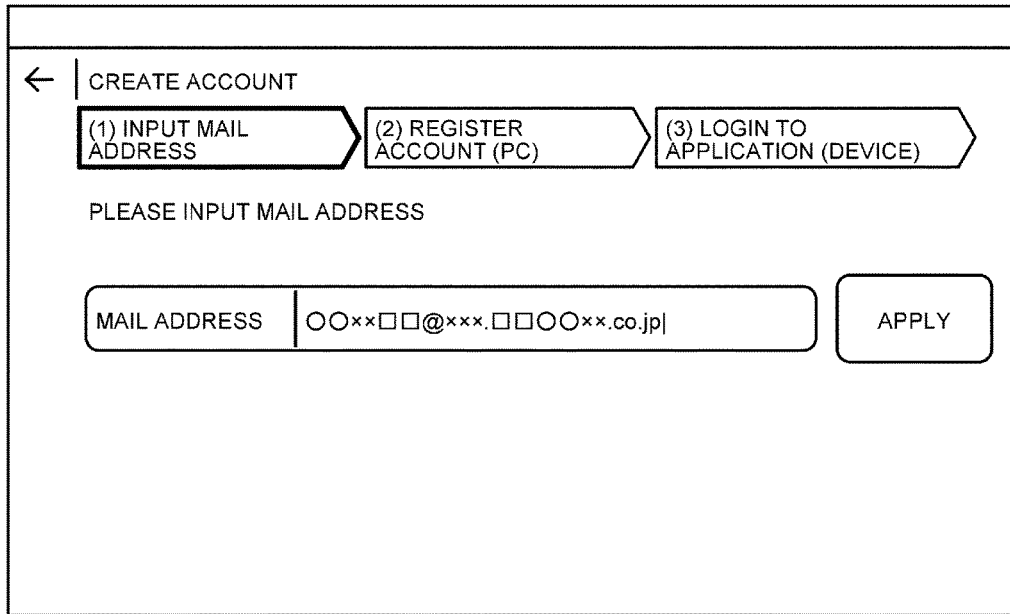 ← CREATE ACCOUNT
(1) INPUT MAIL
ADDRESS
(2) REGISTER
ACCOUNT (PC)
(3) LOGIN TO
APPLICATION (DEVICE)
PLEASE INPUT MAIL ADDRESS
MAIL ADDRESS
○○××□□@×××.□□○○××.co.jp|
APPLY